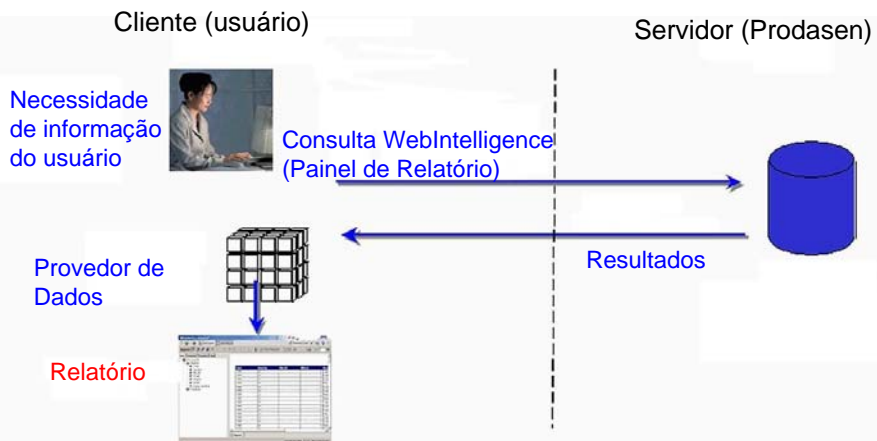 Cliente (usuário)
Servidor (Prodasen)
Necessidade
de informação
do usuário
Consulta WebIntelligence
(Painel de Relatório)
Resultados
Provedor de
Dados
Relatório